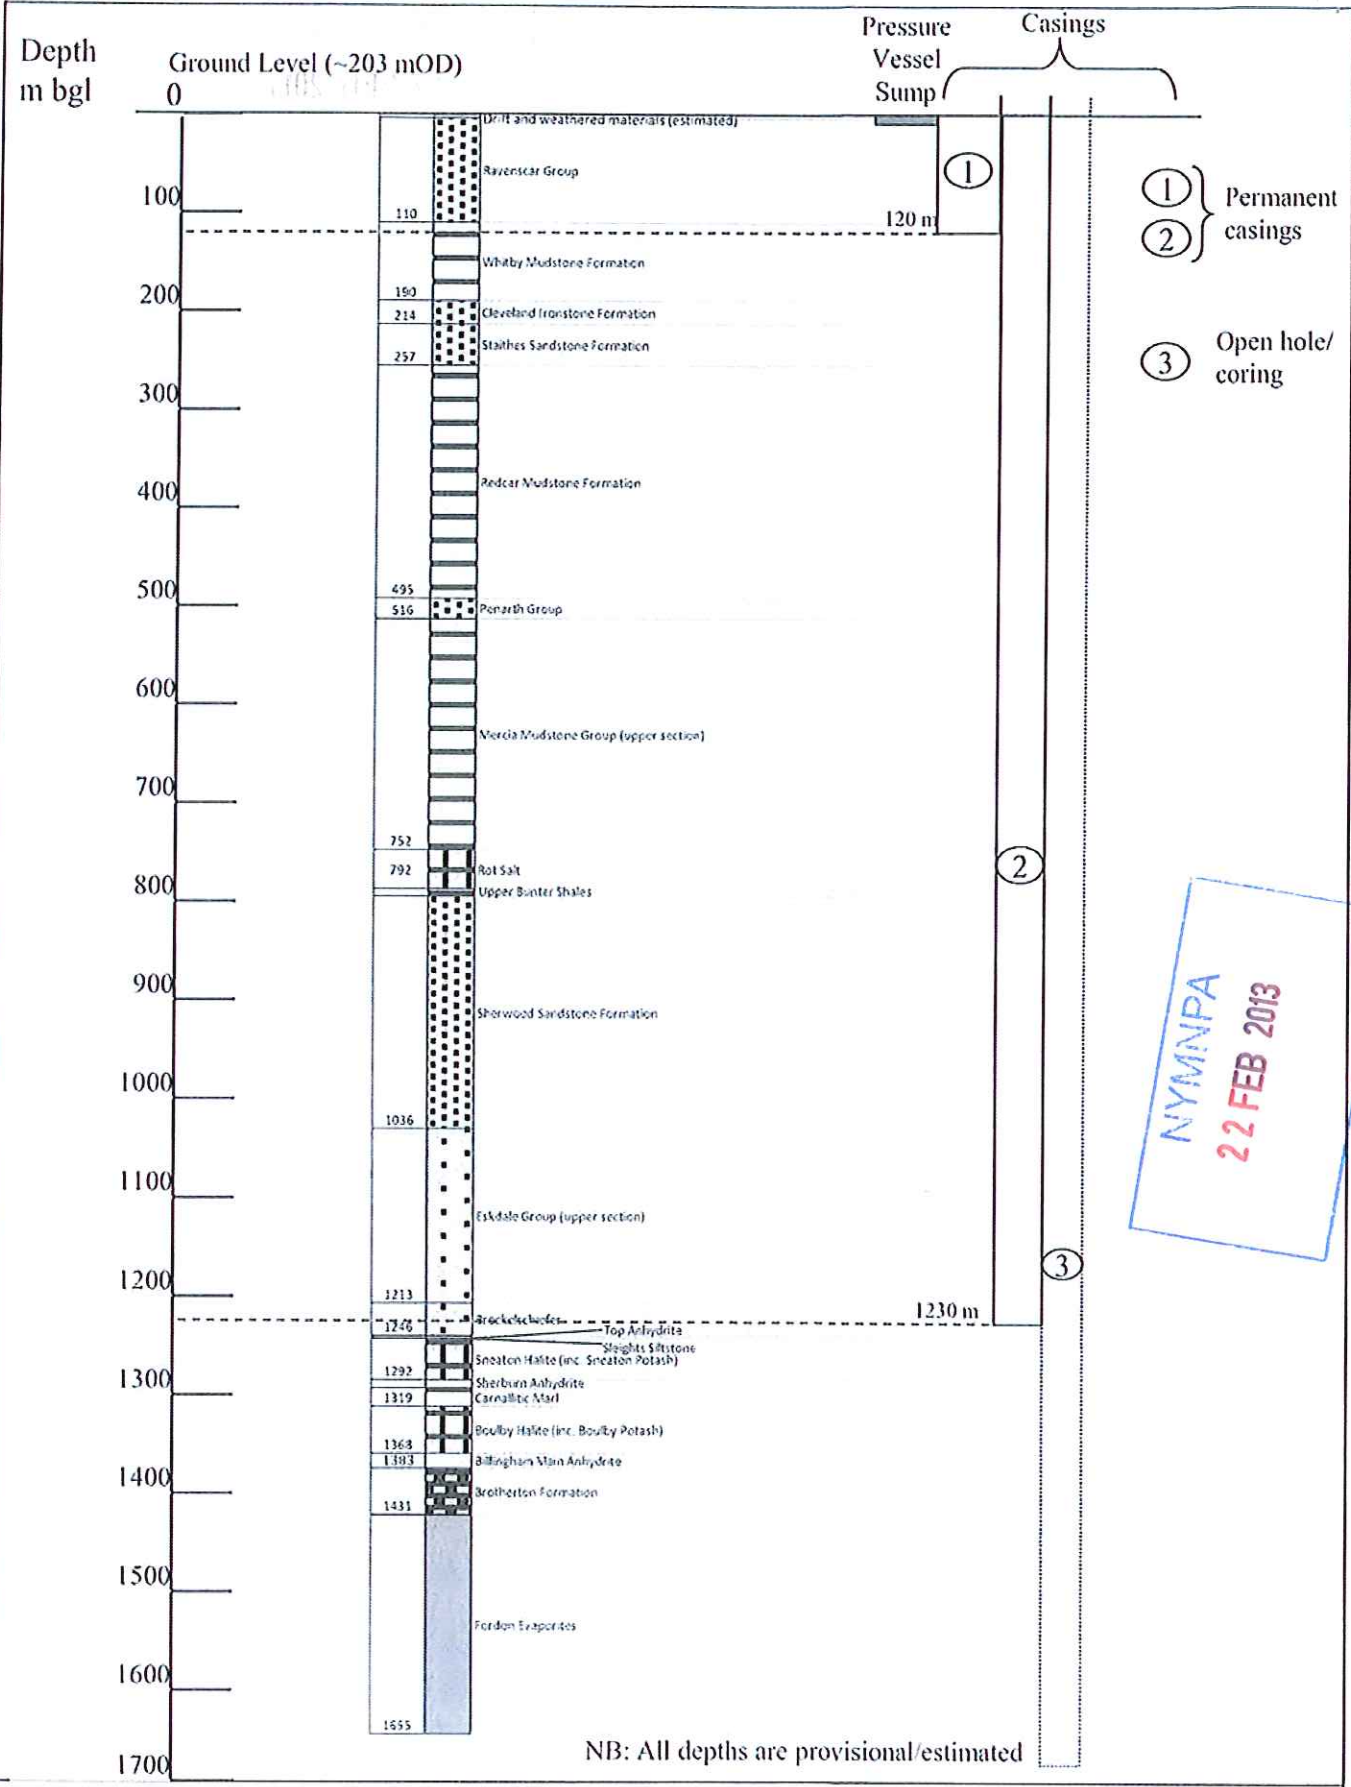 Depth
m bgl
Ground Level (~203 mOD)
Pressure
Vessel
Sump
Casings
0
Drift and weathered materials (estimated)
Ravenscar Group
1
1
2
Permanent
casings
100
110
120 m
Whitby Mudstone Formation
190
200
214
Cleveland Ironstone Formation
Staithes Sandstone Formation
257
3
Open hole/
coring
300
Redcar Mudstone Formation
400
495
500
516
Penarth Group
600
Mercia Mudstone Group (upper section)
700
752
792
Rot Salt
2
800
Upper Bunter Shales
900
Sherwood Sandstone Formation
NYMNPA
22 FEB 2013
1000
1036
1100
Eskdale Group (upper section)
1200
3
1213
1230 m
Brockelschiefer
1246
Top Anhydrite
Sleights Siltstone
Sneaton Halite (inc. Sneaton Potash)
1292
1300
Sherburn Anhydrite
1319
Carnallitic Marl
Boulby Halite (inc. Boulby Potash)
1368
1383
Billingham Main Anhydrite
1400
Brotherton Formation
1431
1500
Fordon Evaporites
1600
1655
NB: All depths are provisional/estimated
1700